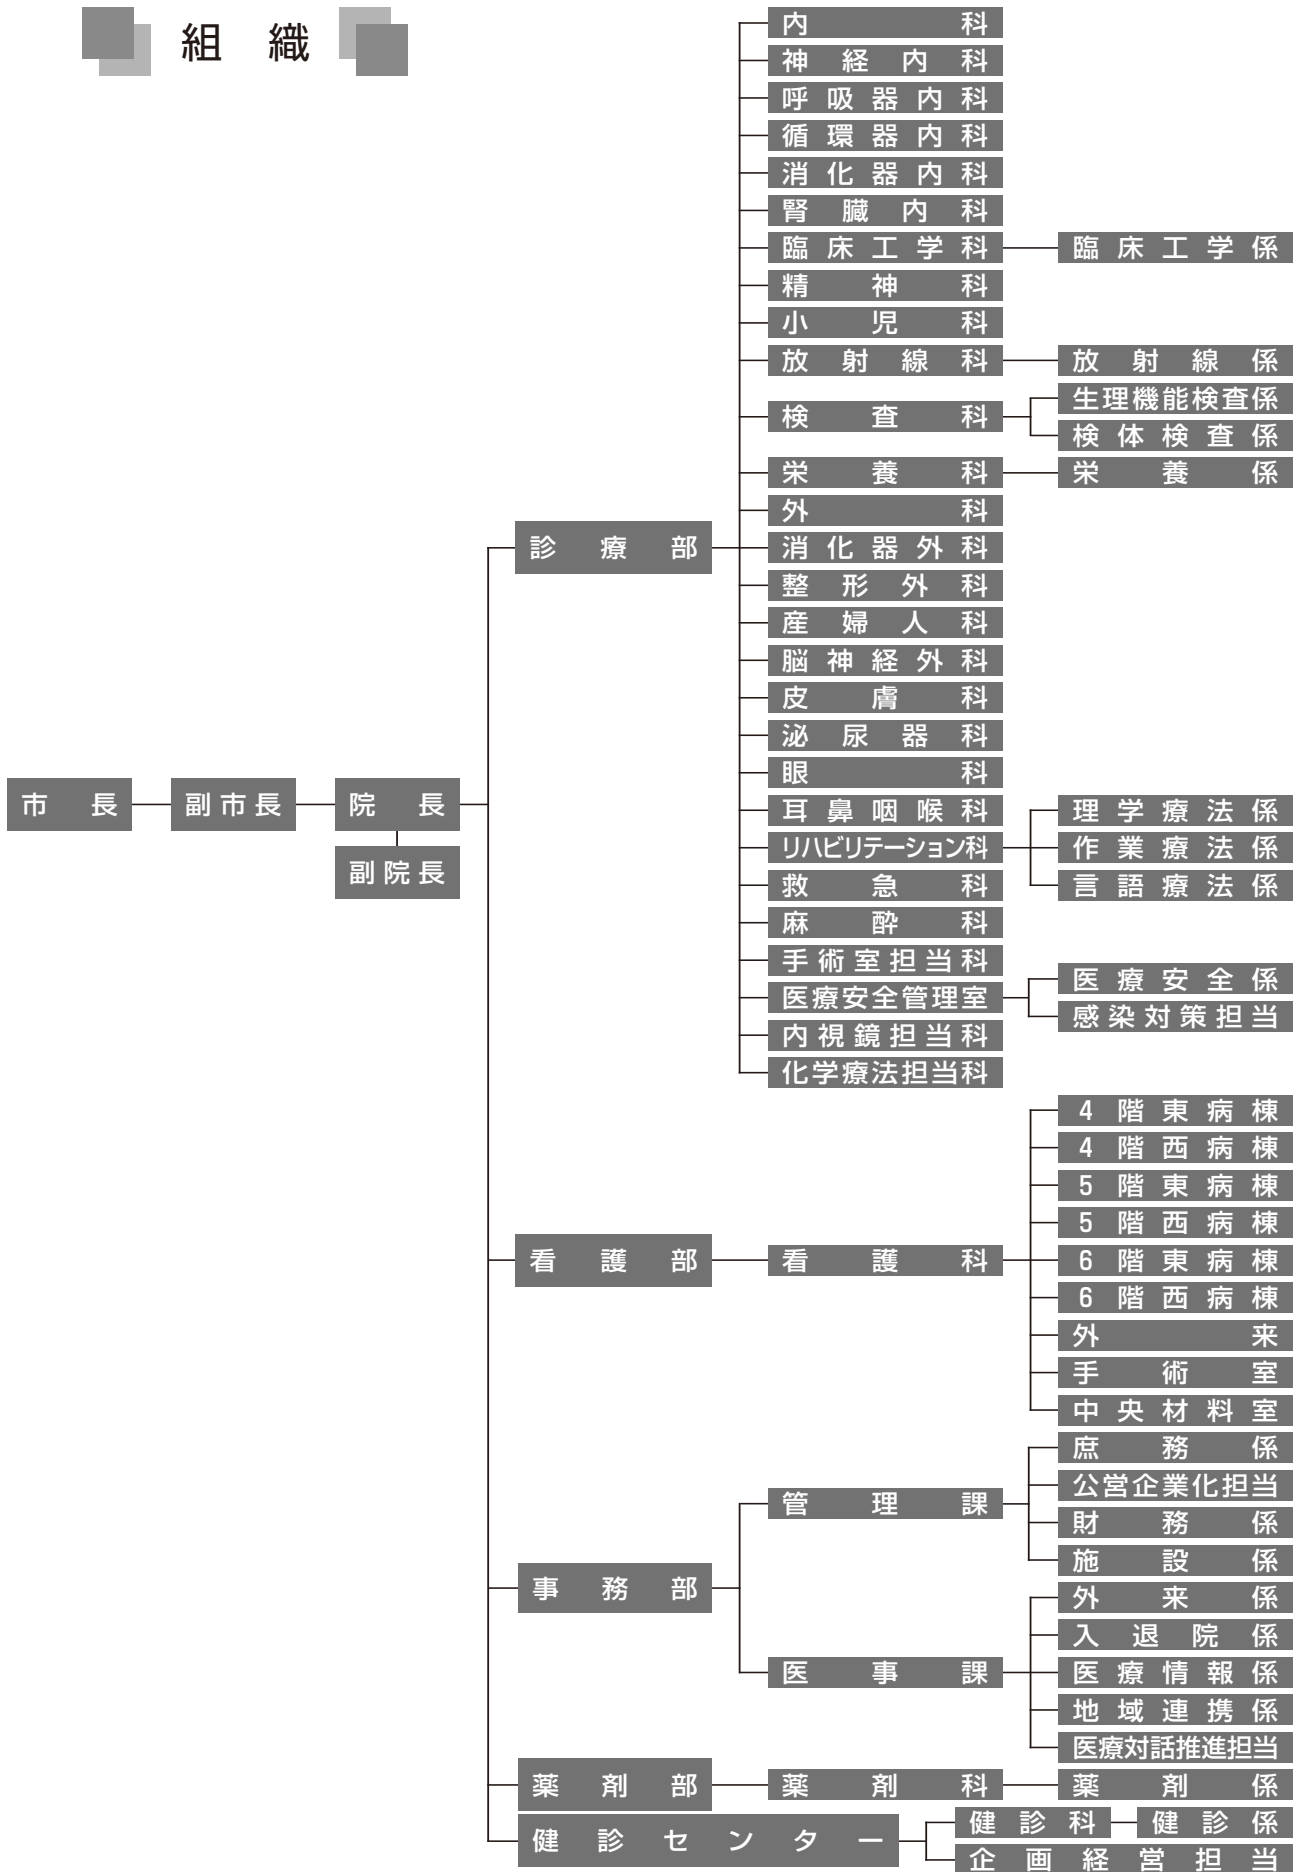 組織
内科
神経内科
呼吸器内科
循環器内科
消化器内科
腎臓内科
臨床工学科 臨床工学係
精神科
小児科
放射線科 放射線係
生理機能検査係
検査科
検体検査係
栄養科 栄養係
外科
診療部 消化器外科
整形外科
産婦人科
脳神経外科
皮膚科
泌尿器科
眼科
市長 副市長 院長
耳鼻咽喉科 理学療法係
リハビリテーション科 作業療法係
副院長
救急科 言語療法係
麻酔科
手術室担当科
医療安全係
医療安全管理室
感染対策担当
内視鏡担当科
化学療法担当科
4階東病棟
4階西病棟
5階東病棟
5階西病棟
看護部 看護科 6階東病棟
6階西病棟
外来
手術室
中央材料室
庶務係
公営企業化担当
管理課
財務係
施設係
事務部
外来係
入退院係
医事課 医療情報係
地域連携係
医療対話推進担当
薬剤部 薬剤科 薬剤係
健診科 健診係
健診センター
企画経営担当